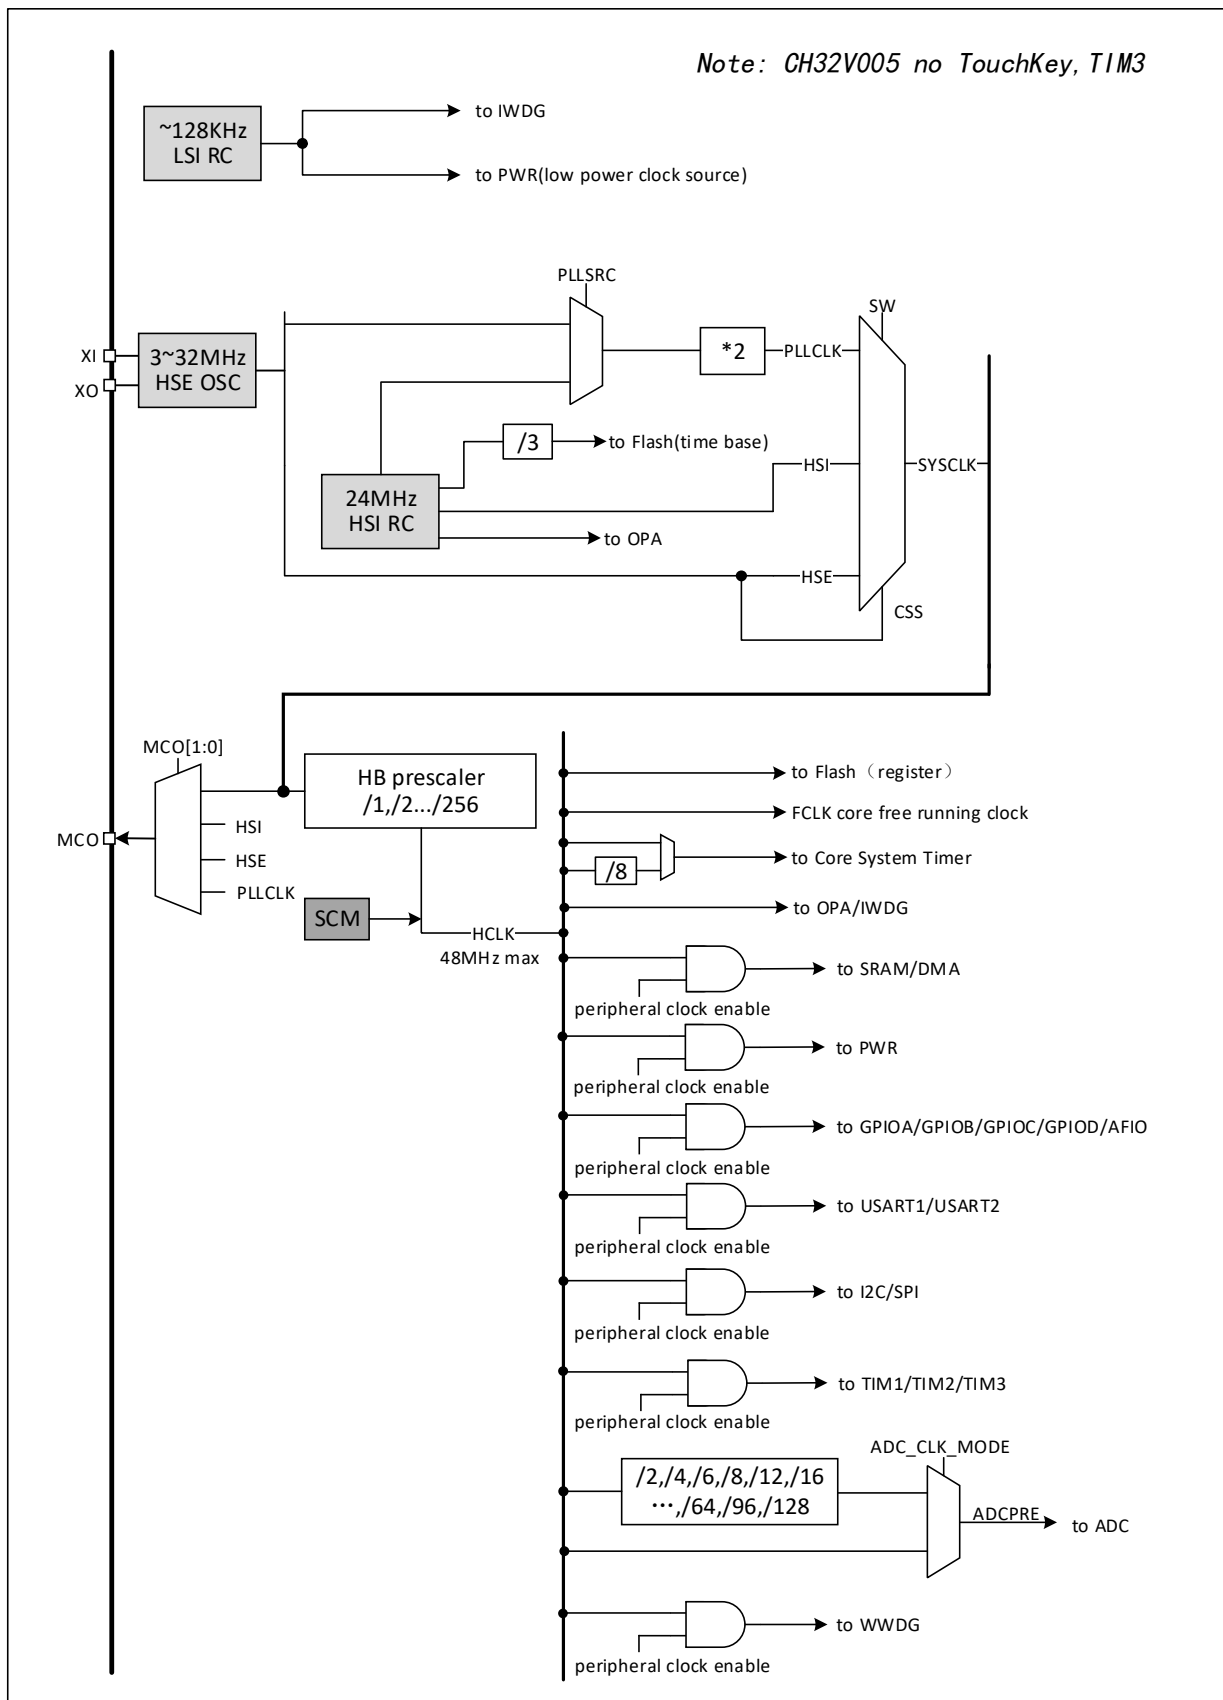 Note: CH32V005 no TouchKey, TIM3
~128KHz
LSI RC
to IWDG
to PWR(low power clock source)
PLLSRC
SW
XI
XO
3~32MHz
HSE OSC
*2
PLLCLK
/3
to Flash(time base)
24MHz
HSI RC
HSI
SYSCLK
to OPA
HSE
CSS
MCO[1:0]
HB prescaler
/1,/2.../256
HSI
MCO
HSE
PLLCLK
SCM
HCLK
48MHz max
to Flash（register）
FCLK core free running clock
/8
to Core System Timer
to OPA/IWDG
to SRAM/DMA
peripheral clock enable
to PWR
peripheral clock enable
to GPIOA/GPIOB/GPIOC/GPIOD/AFIO
peripheral clock enable
to USART1/USART2
peripheral clock enable
to I2C/SPI
peripheral clock enable
to TIM1/TIM2/TIM3
peripheral clock enable
ADC_CLK_MODE
/2,/4,/6,/8,/12,/16
…,/64,/96,/128
ADCPRE
to ADC
to WWDG
peripheral clock enable